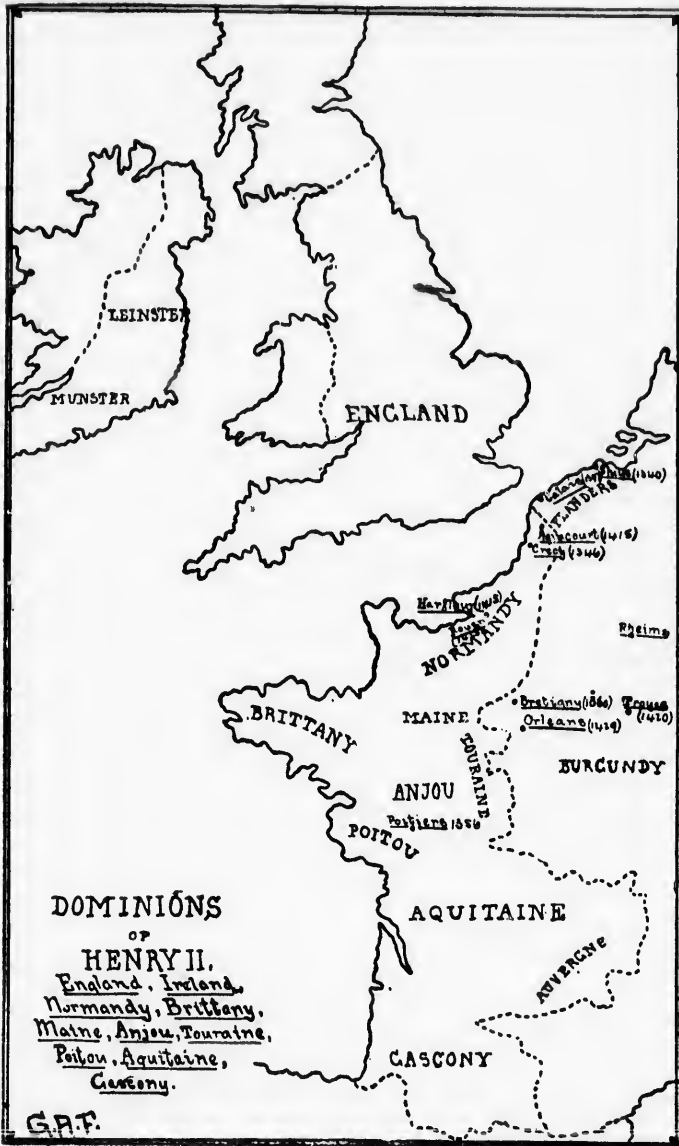 LEINSTER
MUNSTER
ENGLAND
FLANDERS
(1340)
Agincourt (1415)
Crecy (1346)
Harfleur (1415)
Rouen
NORMANDY
Rheims
BRITTANY
MAINE
Bretigny (1360)
Troyes
(1420)
Orleans (1429)
TOURAINE
BURGUNDY
ANJOU
Poitiers 1356
POITOU
AQUITAINE
AUVERGNE
GASCONY
DOMINIONS
OF
HENRY II.
England, Ireland,
Normandy, Brittany,
Maine, Anjou, Touraine,
Poitou, Aquitaine,
Gascony.
G.A.F.